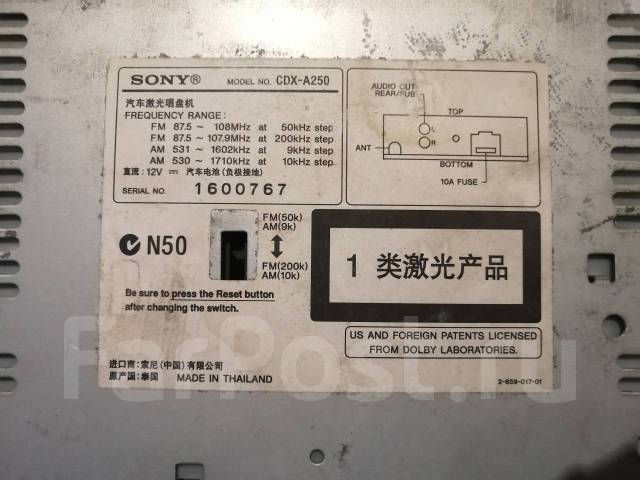 SONY® MODEL NO. CDX-A250
汽车激光唱盘机
FREQUENCY RANGE:
FM 87.5 ~ 108MHz at 50kHz step
FM 87.5 ~ 107.9MHz at 200kHz step
AM 531 ~ 1602kHz at 9kHz step
AM 530 ~ 1710kHz at 10kHz step
直流: 12V ⎓ 汽车电池 (负极接地)
SERIAL NO. 1600767
AUDIO OUT
REAR/SUB
TOP
L
R
ANT
BOTTOM
10A FUSE
N50
FM(50k)
AM(9k)
FM(200k)
AM(10k)
Be sure to press the Reset button
after changing the switch.
1 类激光产品
US AND FOREIGN PATENTS LICENSED
FROM DOLBY LABORATORIES.
进口商: 索尼 (中国) 有限公司
原产国: 泰国 MADE IN THAILAND
2-859-017-01
FarPost.ru